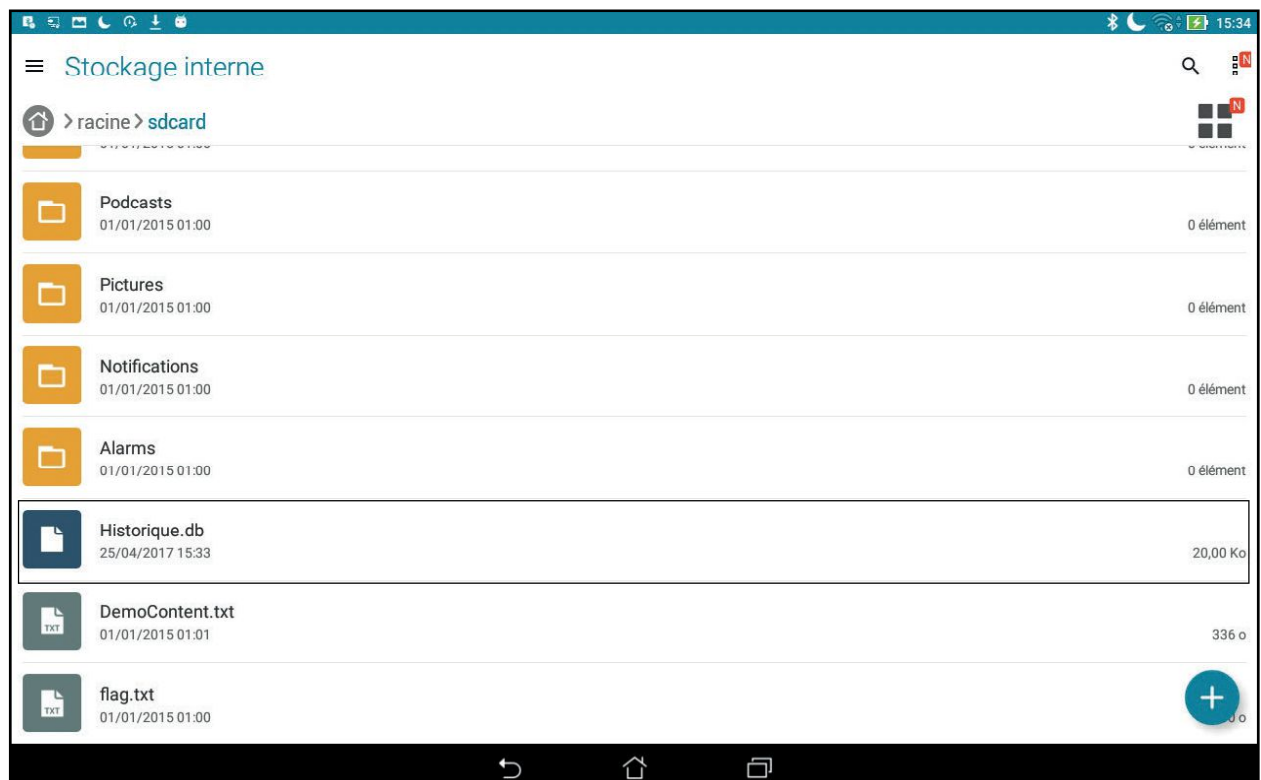 15:34
Stockage interne
N
> racine > sdcard
N
Podcasts
01/01/2015 01:00
0 élément
Pictures
01/01/2015 01:00
0 élément
Notifications
01/01/2015 01:00
0 élément
Alarms
01/01/2015 01:00
0 élément
Historique.db
25/04/2017 15:33
20,00 Ko
TXT
DemoContent.txt
01/01/2015 01:01
336 o
TXT
flag.txt
01/01/2015 01:00
o